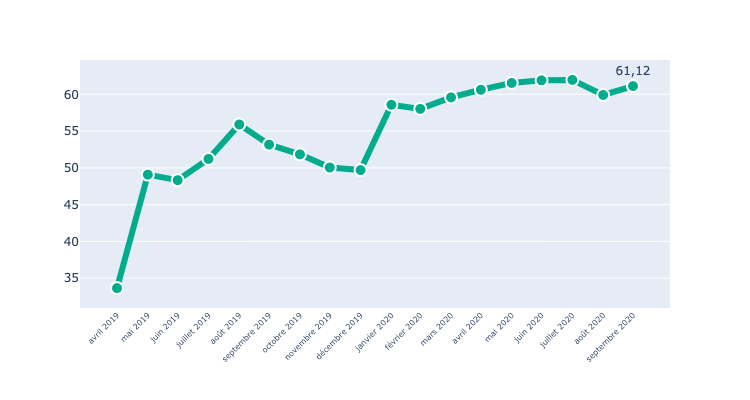 61,12
60
55
50
45
40
35
avril 2019
mai 2019
juin 2019
juillet 2019
août 2019
septembre 2019
octobre 2019
novembre 2019
décembre 2019
janvier 2020
février 2020
mars 2020
avril 2020
mai 2020
juin 2020
juillet 2020
août 2020
septembre 2020